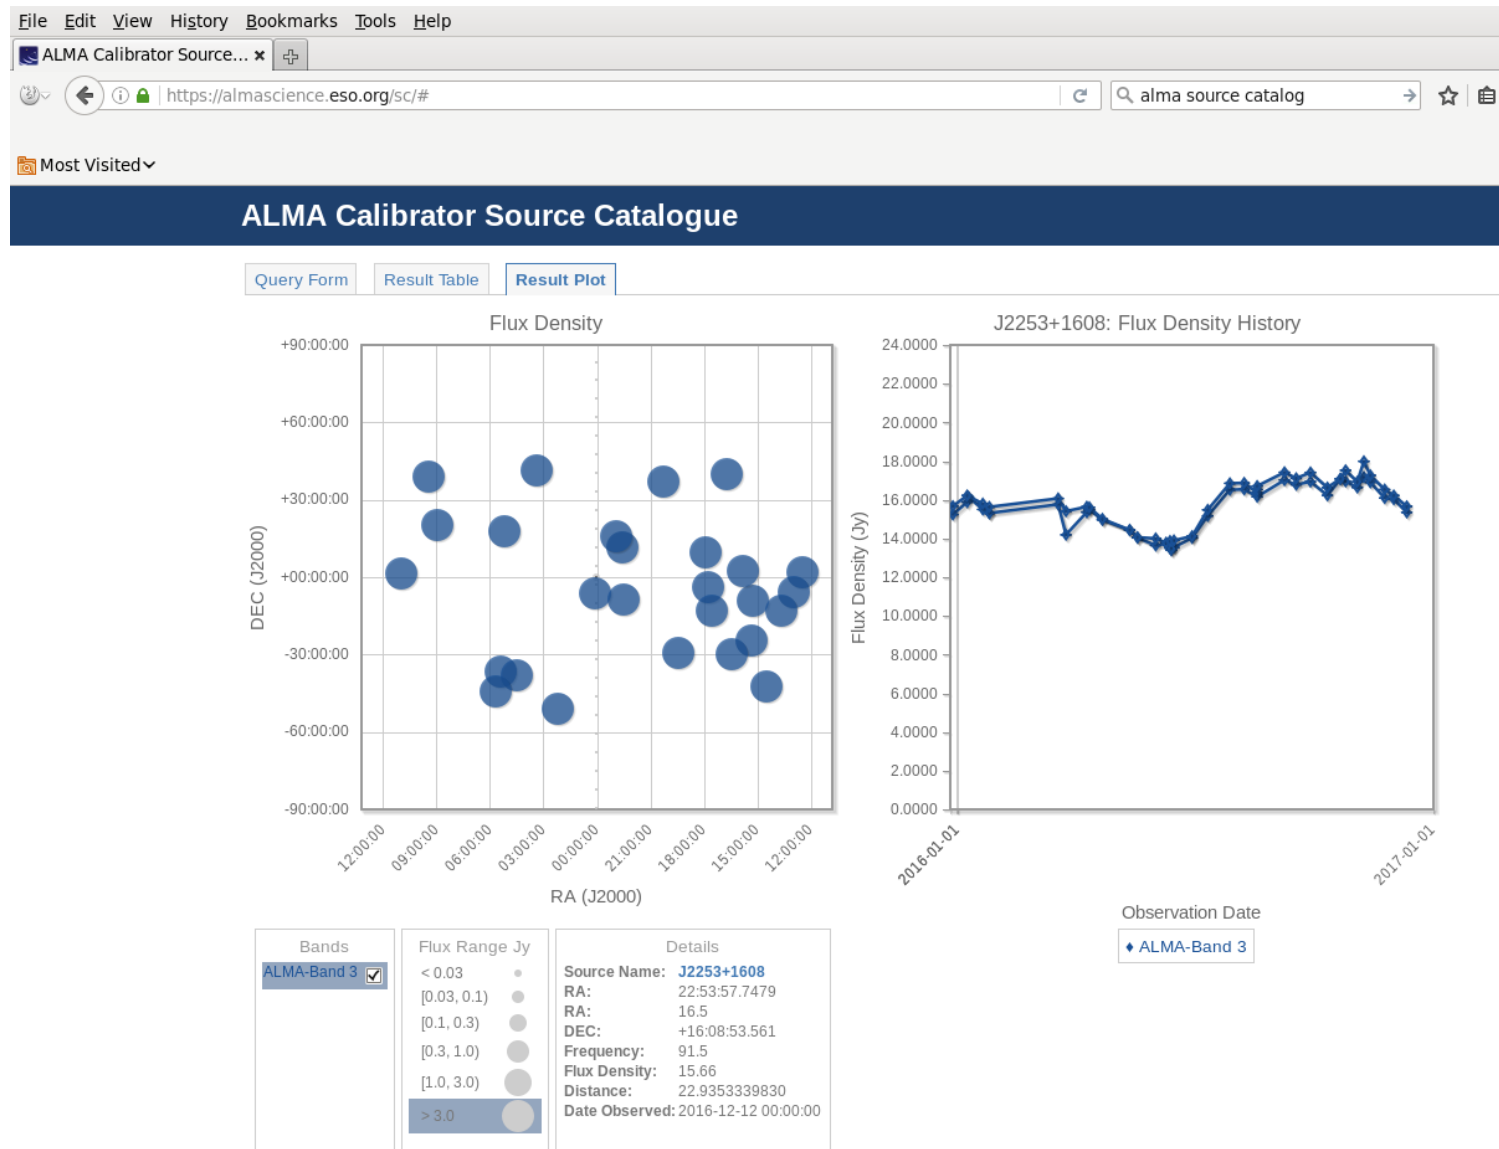 File Edit View History Bookmarks Tools Help
ALMA Calibrator Source...
https://almascience.eso.org/sc/#
alma source catalog
Most Visited
ALMA Calibrator Source Catalogue
Query Form Result Table Result Plot
Flux Density
+90:00:00
+60:00:00
+30:00:00
+00:00:00
-30:00:00
-60:00:00
-90:00:00
DEC (J2000)
12:00:00 09:00:00 06:00:00 03:00:00 00:00:00 21:00:00 18:00:00 15:00:00 12:00:00
RA (J2000)
J2253+1608: Flux Density History
24.0000
22.0000
20.0000
18.0000
16.0000
14.0000
12.0000
10.0000
8.0000
6.0000
4.0000
2.0000
0.0000
Flux Density (Jy)
2016-01-01 2017-01-01
Observation Date
ALMA-Band 3
Bands
ALMA-Band 3
Flux Range Jy
< 0.03
[0.03, 0.1)
[0.1, 0.3)
[0.3, 1.0)
[1.0, 3.0)
> 3.0
Details
Source Name: J2253+1608
RA: 22:53:57.7479
RA: 16.5
DEC: +16:08:53.561
Frequency: 91.5
Flux Density: 15.66
Distance: 22.9353339830
Date Observed: 2016-12-12 00:00:00